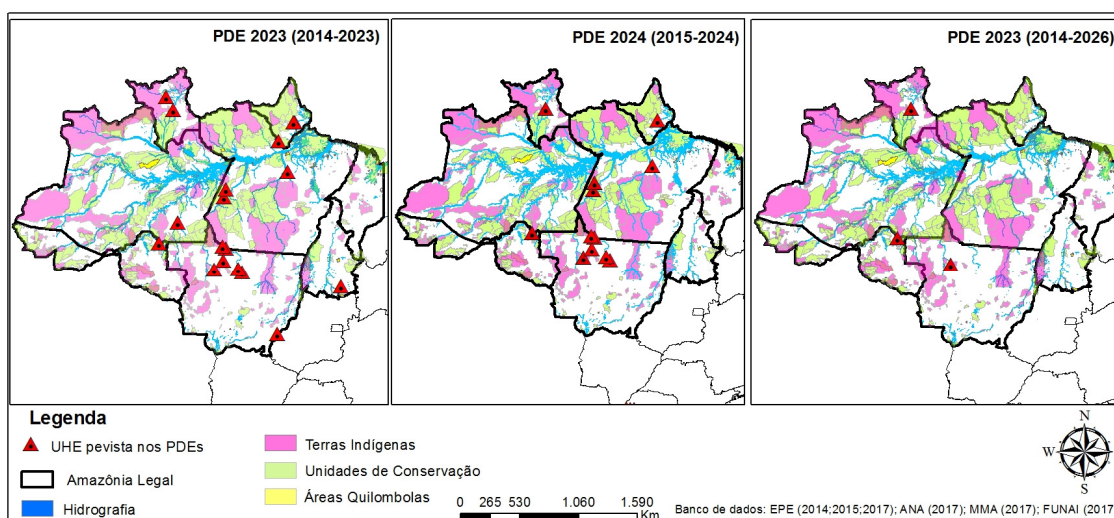 PDE 2023 (2014-2023)
PDE 2024 (2015-2024)
PDE 2023 (2014-2026)
Legenda
UHE pevista nos PDEs
Amazônia Legal
Hidrografia
Terras Indígenas
Unidades de Conservação
Áreas Quilombolas
0 265 530 1.060 1.590
Km
N
W E
S
Banco de dados: EPE (2014;2015;2017); ANA (2017); MMA (2017); FUNAI (2017